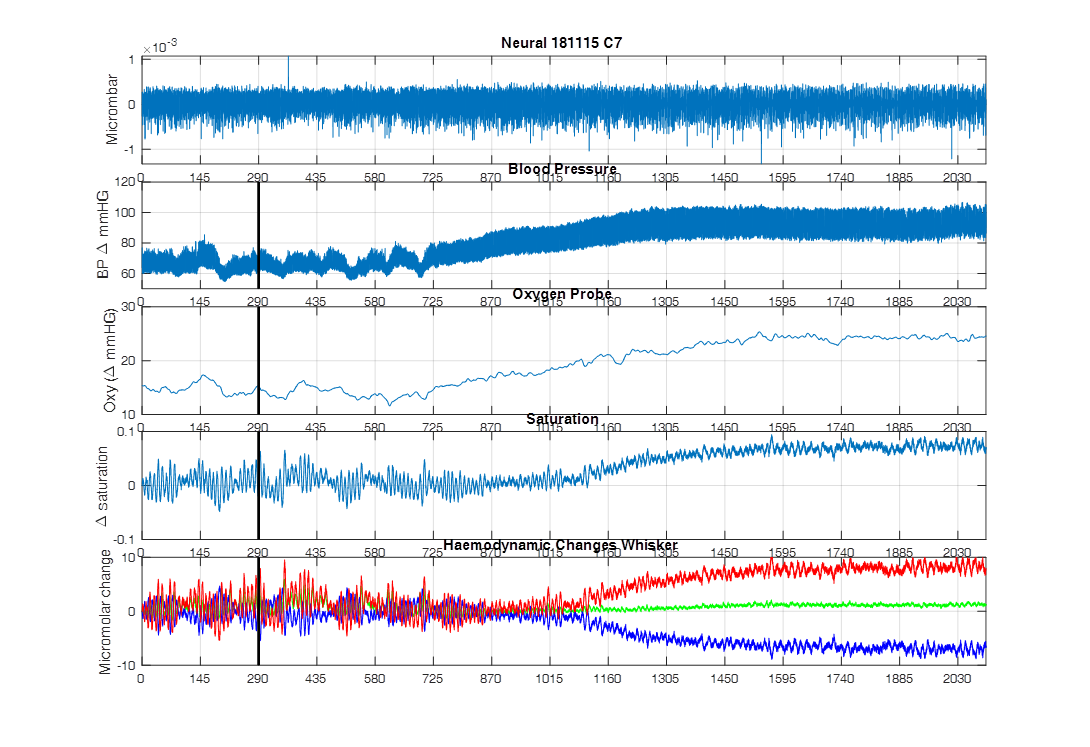 Neural 181115 C7
×10-3
1
0
-1
Micrombar
0 145 290 435 580 725 870 1015 1160 1305 1450 1595 1740 1885 2030
Blood Pressure
120
100
80
60
BP Δ mmHG
0 145 290 435 580 725 870 1015 1160 1305 1450 1595 1740 1885 2030
Oxygen Probe
30
20
10
Oxy (Δ mmHG)
0 145 290 435 580 725 870 1015 1160 1305 1450 1595 1740 1885 2030
Saturation
0.1
0
-0.1
Δ saturation
0 145 290 435 580 725 870 1015 1160 1305 1450 1595 1740 1885 2030
Haemodynamic Changes Whisker
10
0
-10
Micromolar change
0 145 290 435 580 725 870 1015 1160 1305 1450 1595 1740 1885 2030